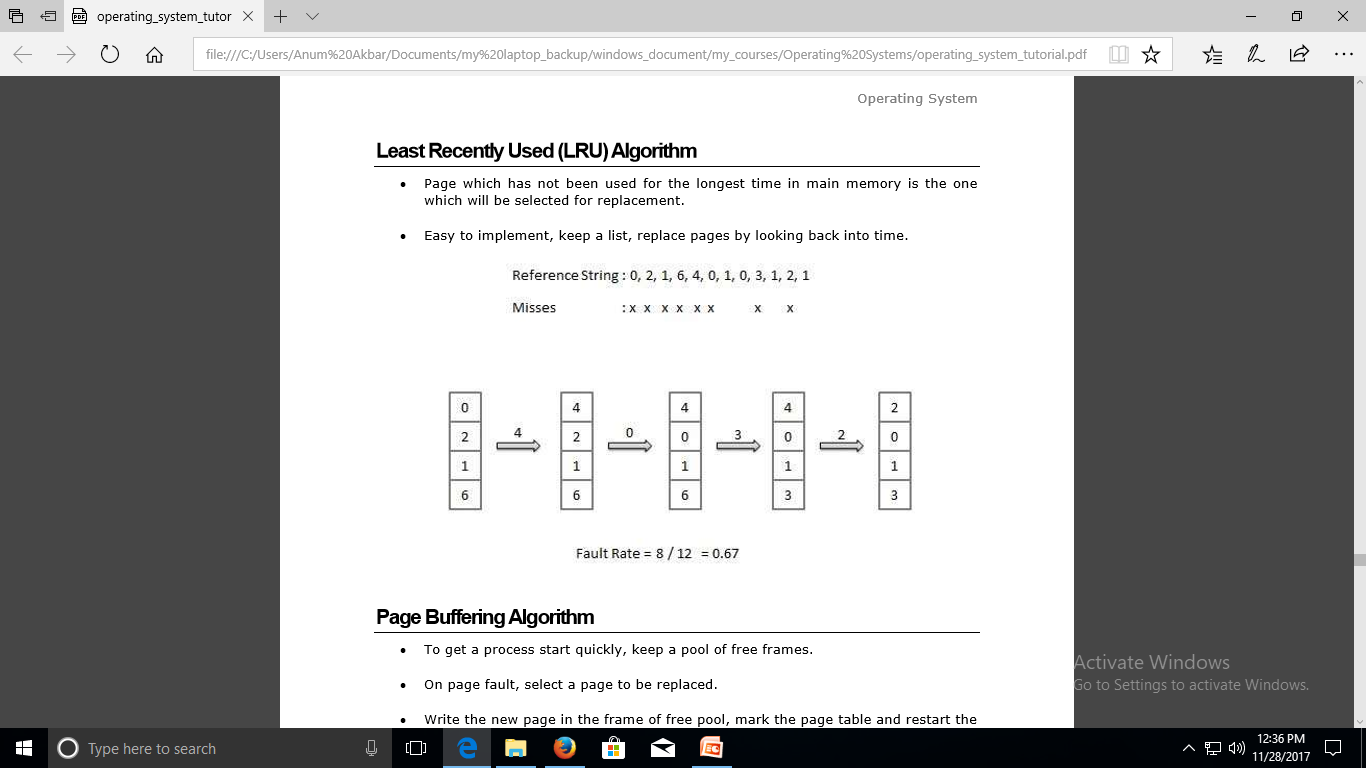 operating_system_tutor
file:///C:/Users/Anum%20Akbar/Documents/my%20laptop_backup/windows_document/my_courses/Operating%20Systems/operating_system_tutorial.pdf
Operating System
Least Recently Used (LRU) Algorithm
• Page which has not been used for the longest time in main memory is the one
which will be selected for replacement.
• Easy to implement, keep a list, replace pages by looking back into time.
Reference String : 0, 2, 1, 6, 4, 0, 1, 0, 3, 1, 2, 1
Misses : x x x x x x x x
0 4 4 4 2
2 4 2 0 0 3 0 2 0
1 1 1 1 1
6 6 6 3 3
Fault Rate = 8 / 12 = 0.67
Page Buffering Algorithm
• To get a process start quickly, keep a pool of free frames.
• On page fault, select a page to be replaced.
• Write the new page in the frame of free pool, mark the page table and restart the
Activate Windows
Go to Settings to activate Windows.
Type here to search
12:36 PM
11/28/2017